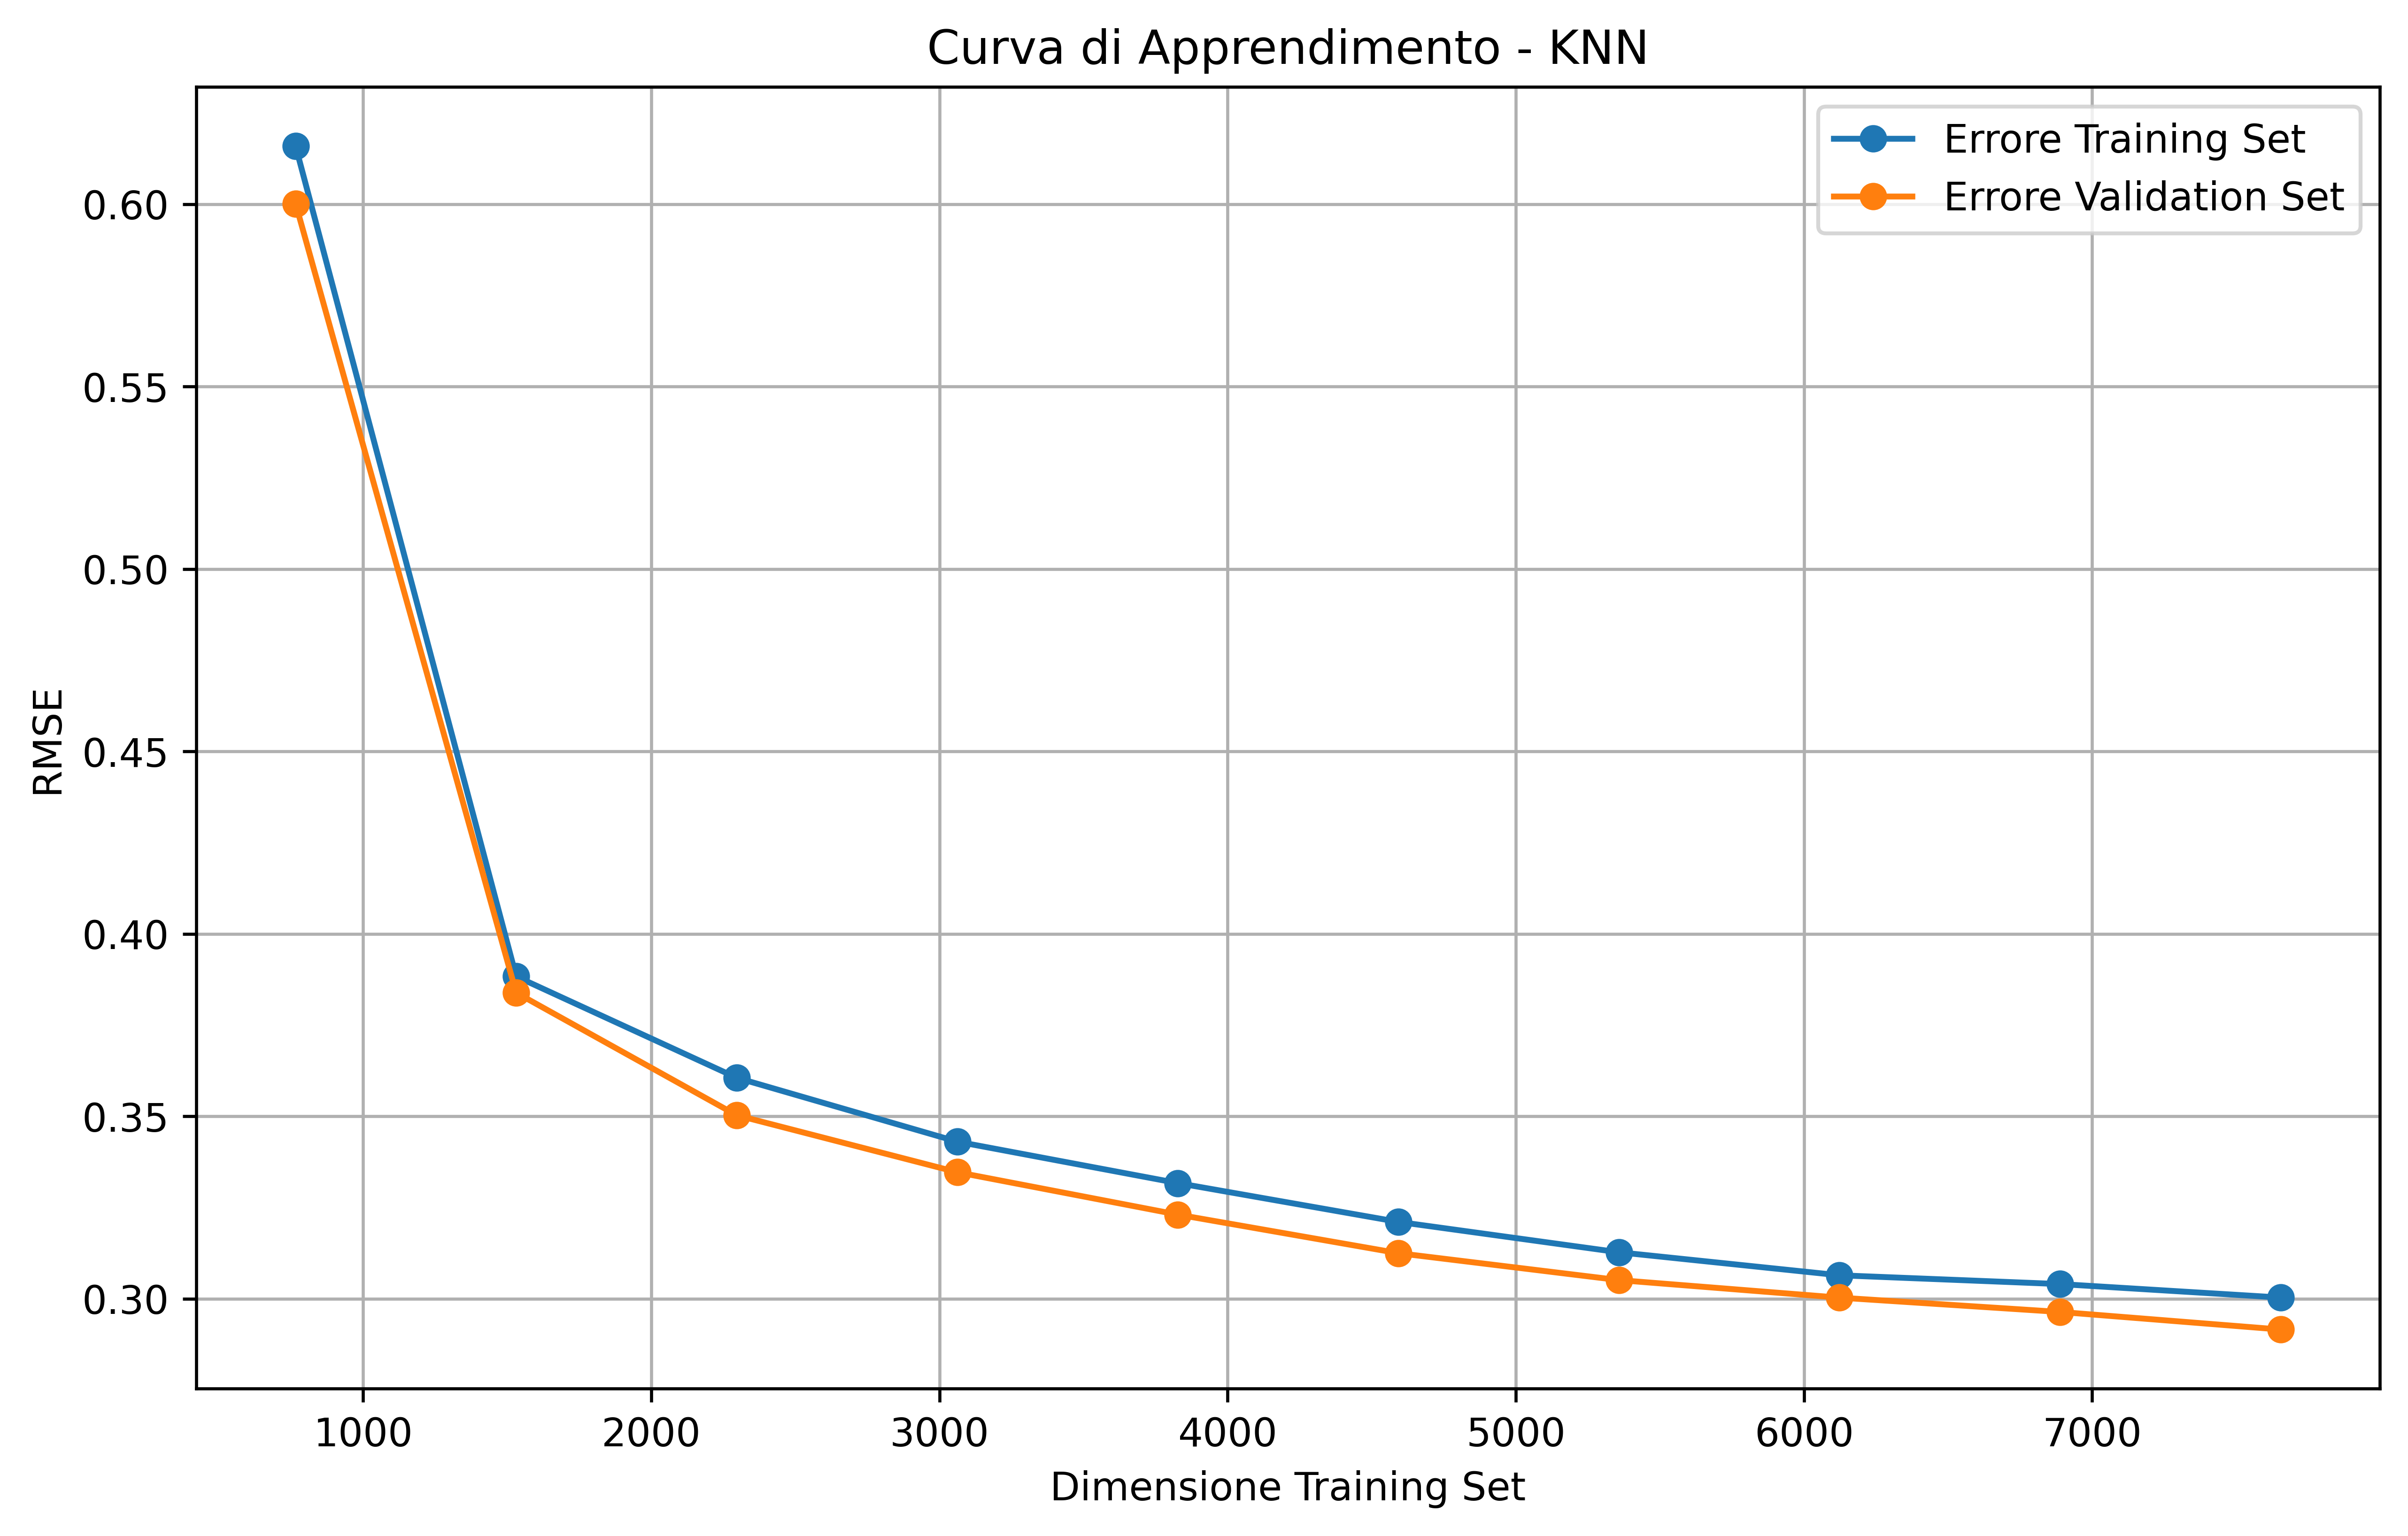 Curva di Apprendimento - KNN
Errore Training Set
Errore Validation Set
RMSE
0.60
0.55
0.50
0.45
0.40
0.35
0.30
1000 2000 3000 4000 5000 6000 7000
Dimensione Training Set